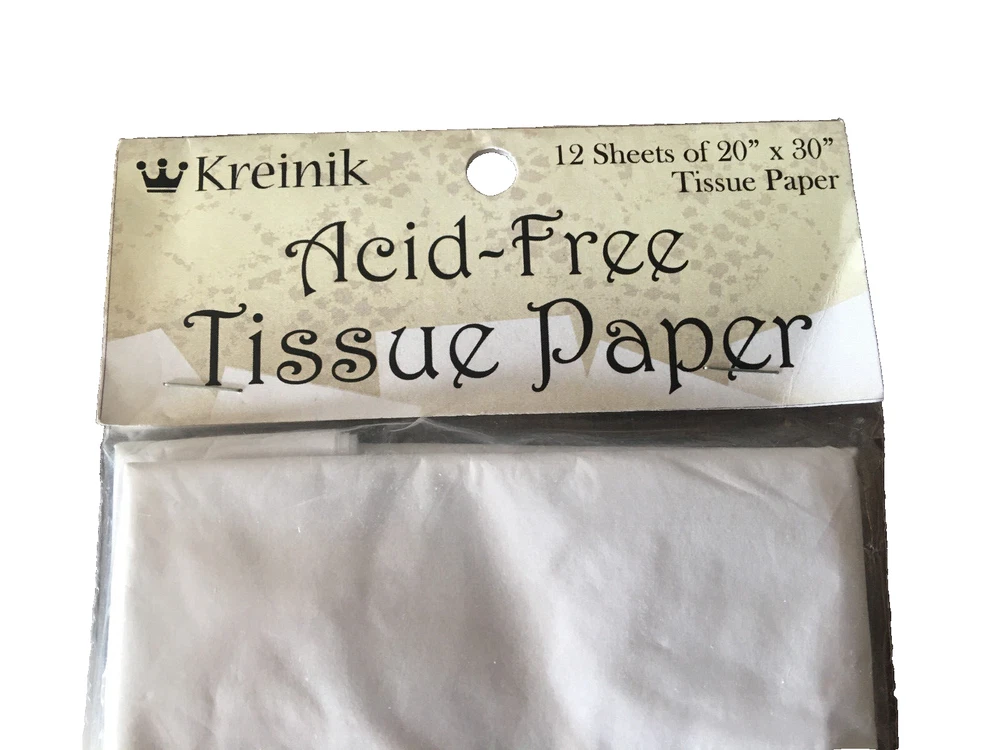 Kreinik
12 Sheets of 20” x 30”
Tissue Paper
Acid-Free
Tissue Paper